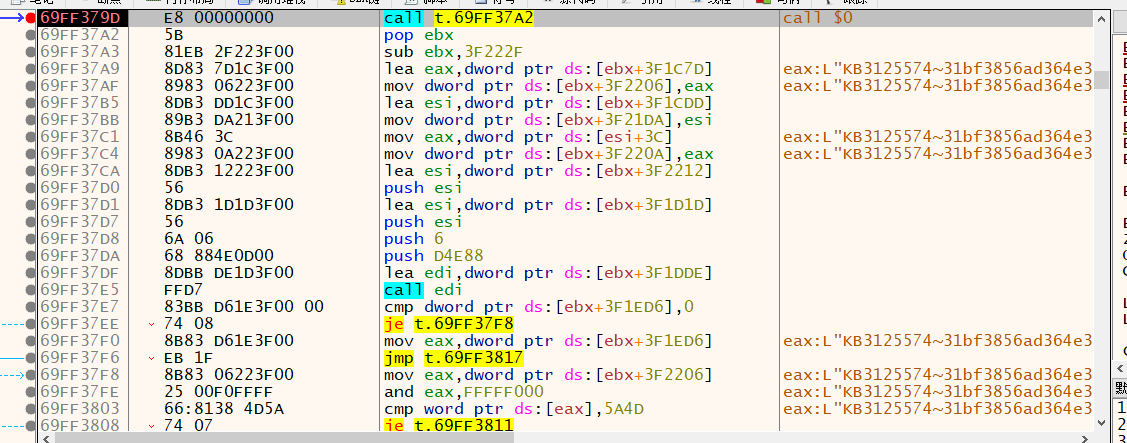 69FF379D E8 00000000 call t.69FF37A2 call $0
69FF37A2 5B pop ebx
69FF37A3 81EB 2F223F00 sub ebx,3F222F
69FF37A9 8D83 7D1C3F00 lea eax,dword ptr ds:[ebx+3F1C7D] eax:L"KB3125574~31bf3856ad364e3
69FF37AF 8983 06223F00 mov dword ptr ds:[ebx+3F2206],eax eax:L"KB3125574~31bf3856ad364e3
69FF37B5 8DB3 DD1C3F00 lea esi,dword ptr ds:[ebx+3F1CDD]
69FF37BB 89B3 DA213F00 mov dword ptr ds:[ebx+3F21DA],esi
69FF37C1 8B46 3C mov eax,dword ptr ds:[esi+3C] eax:L"KB3125574~31bf3856ad364e3
69FF37C4 8983 0A223F00 mov dword ptr ds:[ebx+3F220A],eax eax:L"KB3125574~31bf3856ad364e3
69FF37CA 8DB3 12223F00 lea esi,dword ptr ds:[ebx+3F2212]
69FF37D0 56 push esi
69FF37D1 8DB3 1D1D3F00 lea esi,dword ptr ds:[ebx+3F1D1D]
69FF37D7 56 push esi
69FF37D8 6A 06 push 6
69FF37DA 68 884E0D00 push D4E88
69FF37DF 8DBB DE1D3F00 lea edi,dword ptr ds:[ebx+3F1DDE]
69FF37E5 FFD7 call edi
69FF37E7 83BB D61E3F00 00 cmp dword ptr ds:[ebx+3F1ED6],0
69FF37EE 74 08 je t.69FF37F8
69FF37F0 8B83 D61E3F00 mov eax,dword ptr ds:[ebx+3F1ED6] eax:L"KB3125574~31bf3856ad364e3
69FF37F6 EB 1F jmp t.69FF3817
69FF37F8 8B83 06223F00 mov eax,dword ptr ds:[ebx+3F2206] eax:L"KB3125574~31bf3856ad364e3
69FF37FE 25 00F0FFFF and eax,FFFFF000 eax:L"KB3125574~31bf3856ad364e3
69FF3803 66:8138 4D5A cmp word ptr ds:[eax],5A4D eax:L"KB3125574~31bf3856ad364e3
69FF3808 74 07 je t.69FF3811